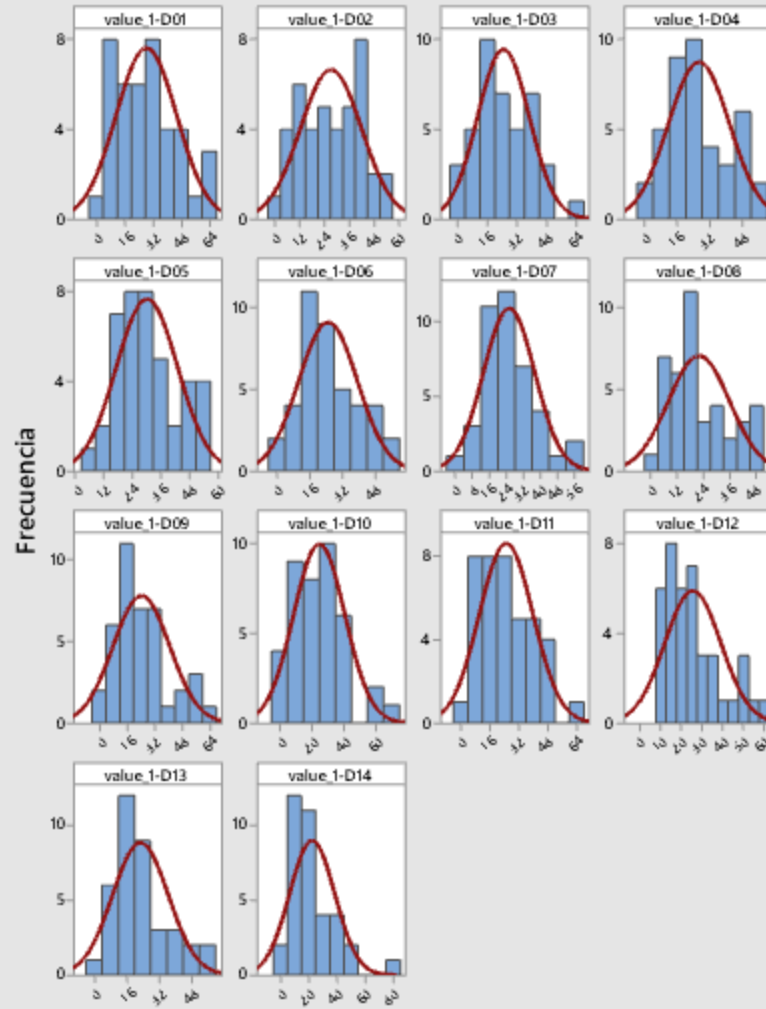 value_1-D01 value_1-D02 value_1-D03 value_1-D04
8 8 10 10
4 4 5 5
0 0 0 0
0 16 32 48 64 0 12 24 36 48 60 0 16 32 48 64 0 16 32 48
value_1-D05 value_1-D06 value_1-D07 value_1-D08
8 10 10 10
4 5 5 5
0 0 0 0
0 12 24 36 48 60 0 16 32 48 0 8 16 24 32 40 48 56 0 12 24 36 48
Frecuencia
value_1-D09 value_1-D10 value_1-D11 value_1-D12
10 10 8 8
5 5 4 4
0 0 0 0
0 16 32 48 64 0 20 40 60 0 16 32 48 64 0 10 20 30 40 50 60
value_1-D13 value_1-D14
10 10
5 5
0 0
0 16 32 48 0 20 40 60 80